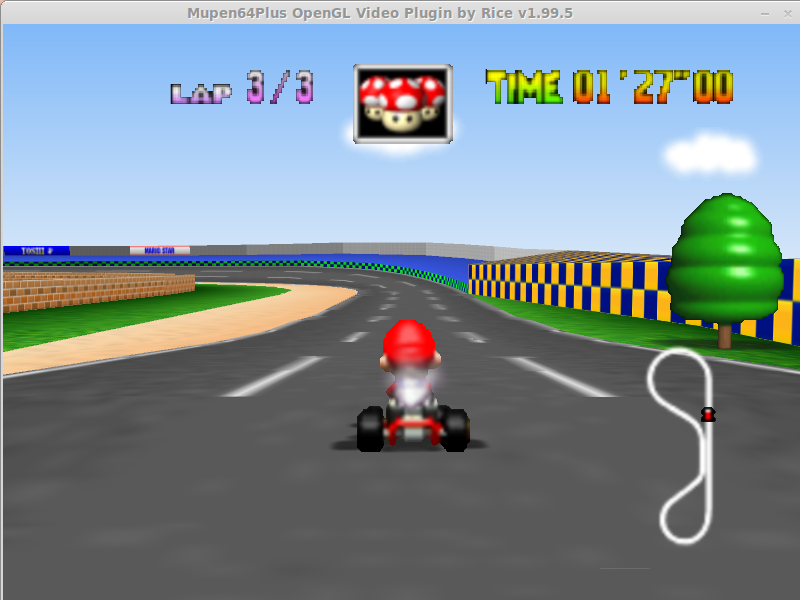 Mupen64Plus OpenGL Video Plugin by Rice v1.99.5
LAP 3/3
TIME 01'27"00
MARIO STAR